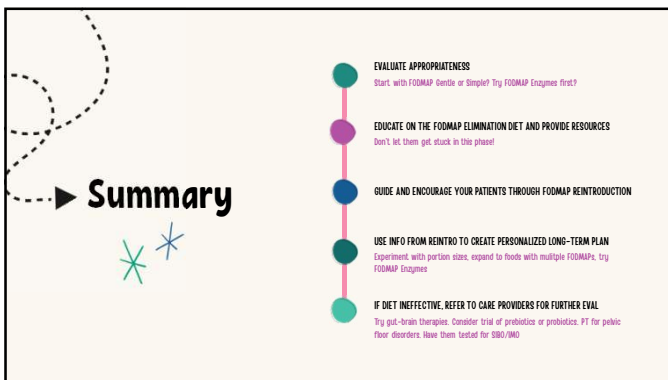 Summary
EVALUATE APPROPRIATENESS
Start with FODMAP Gentle or Simple? Try FODMAP Enzymes first?
EDUCATE ON THE FODMAP ELIMINATION DIET AND PROVIDE RESOURCES
Don't let them get stuck in this phase!
GUIDE AND ENCOURAGE YOUR PATIENTS THROUGH FODMAP REINTRODUCTION
USE INFO FROM REINTRO TO CREATE PERSONALIZED LONG-TERM PLAN
Experiment with portion sizes, expand to foods with mulitple FODMAPs, try
FODMAP Enzymes
IF DIET INEFFECTIVE, REFER TO CARE PROVIDERS FOR FURTHER EVAL
Try gut-brain therapies. Consider trial of prebiotics or probiotics. PT for pelvic
floor disorders. Have them tested for SIBO/IMO